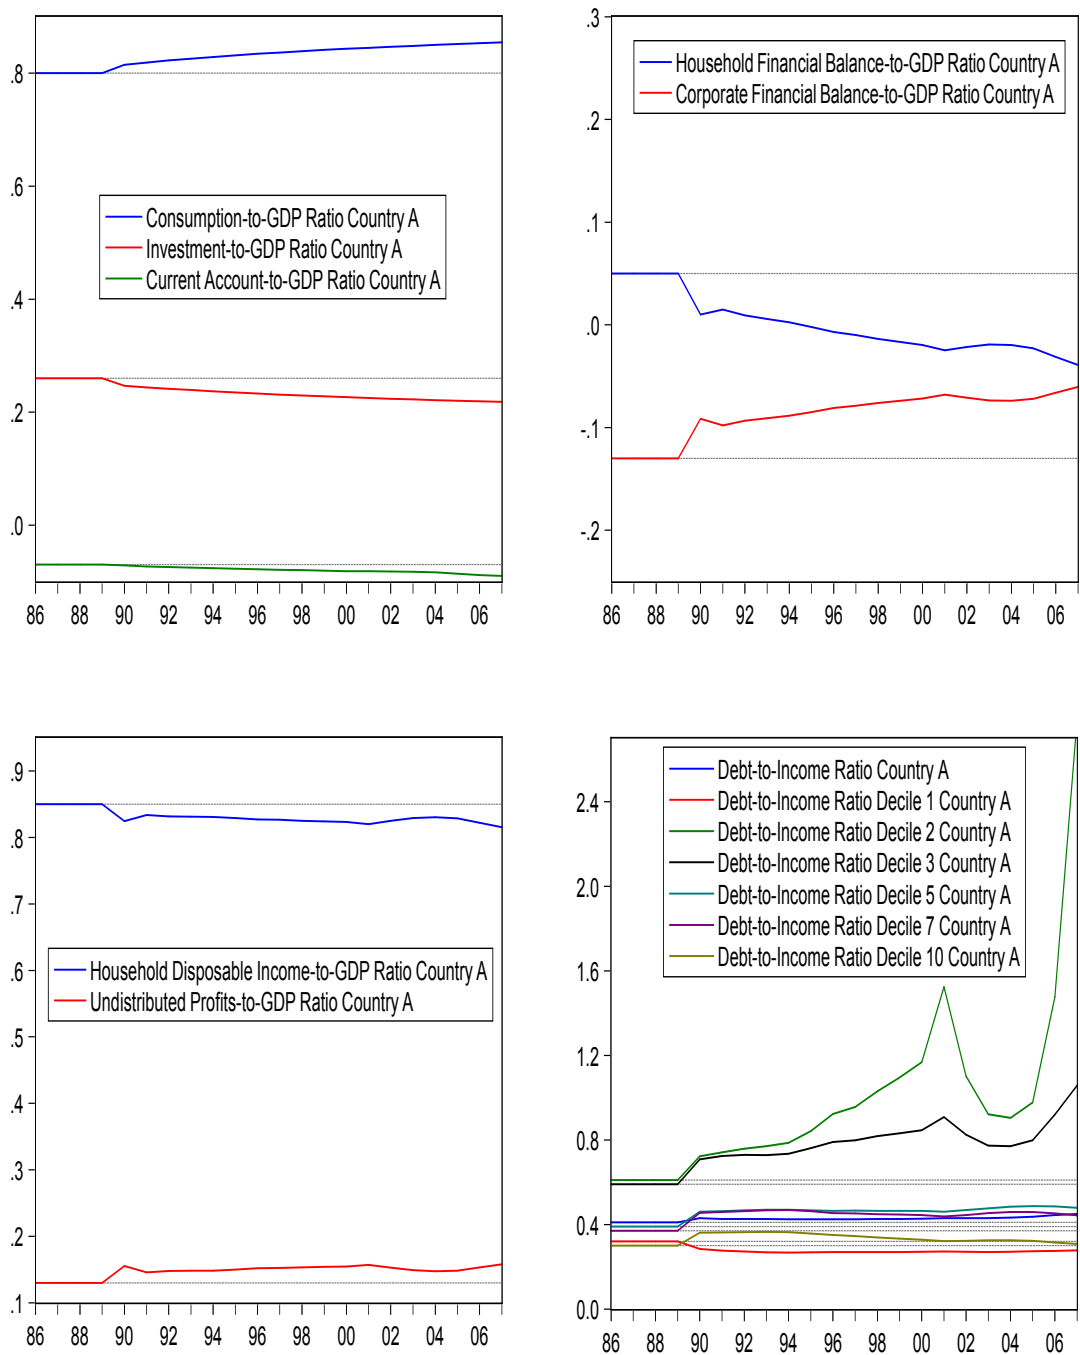 .8
.6
.4
.2
.0
Consumption-to-GDP Ratio Country A
Investment-to-GDP Ratio Country A
Current Account-to-GDP Ratio Country A
86 88 90 92 94 96 98 00 02 04 06
.3
.2
.1
.0
-.1
-.2
Household Financial Balance-to-GDP Ratio Country A
Corporate Financial Balance-to-GDP Ratio Country A
86 88 90 92 94 96 98 00 02 04 06
.9
.8
.7
.6
.5
.4
.3
.2
.1
Household Disposable Income-to-GDP Ratio Country A
Undistributed Profits-to-GDP Ratio Country A
86 88 90 92 94 96 98 00 02 04 06
2.4
2.0
1.6
1.2
0.8
0.4
0.0
Debt-to-Income Ratio Country A
Debt-to-Income Ratio Decile 1 Country A
Debt-to-Income Ratio Decile 2 Country A
Debt-to-Income Ratio Decile 3 Country A
Debt-to-Income Ratio Decile 5 Country A
Debt-to-Income Ratio Decile 7 Country A
Debt-to-Income Ratio Decile 10 Country A
86 88 90 92 94 96 98 00 02 04 06